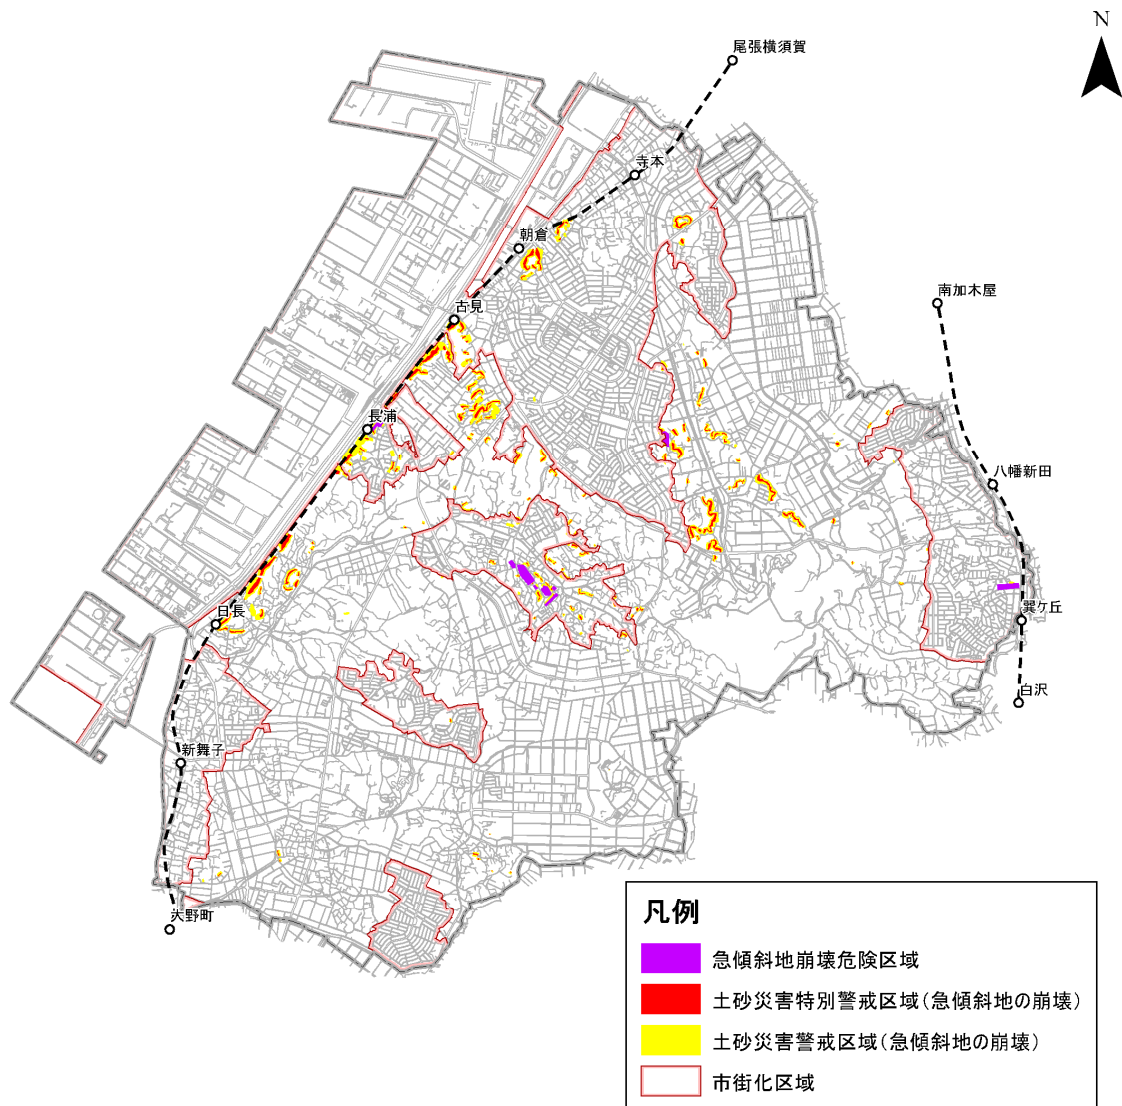 N
尾張横須賀
寺本
朝倉
南加木屋
古見
長浦
八幡新田
巽ケ丘
日長
白沢
新舞子
大野町
凡例
急傾斜地崩壊危険区域
土砂災害特別警戒区域(急傾斜地の崩壊)
土砂災害警戒区域(急傾斜地の崩壊)
市街化区域